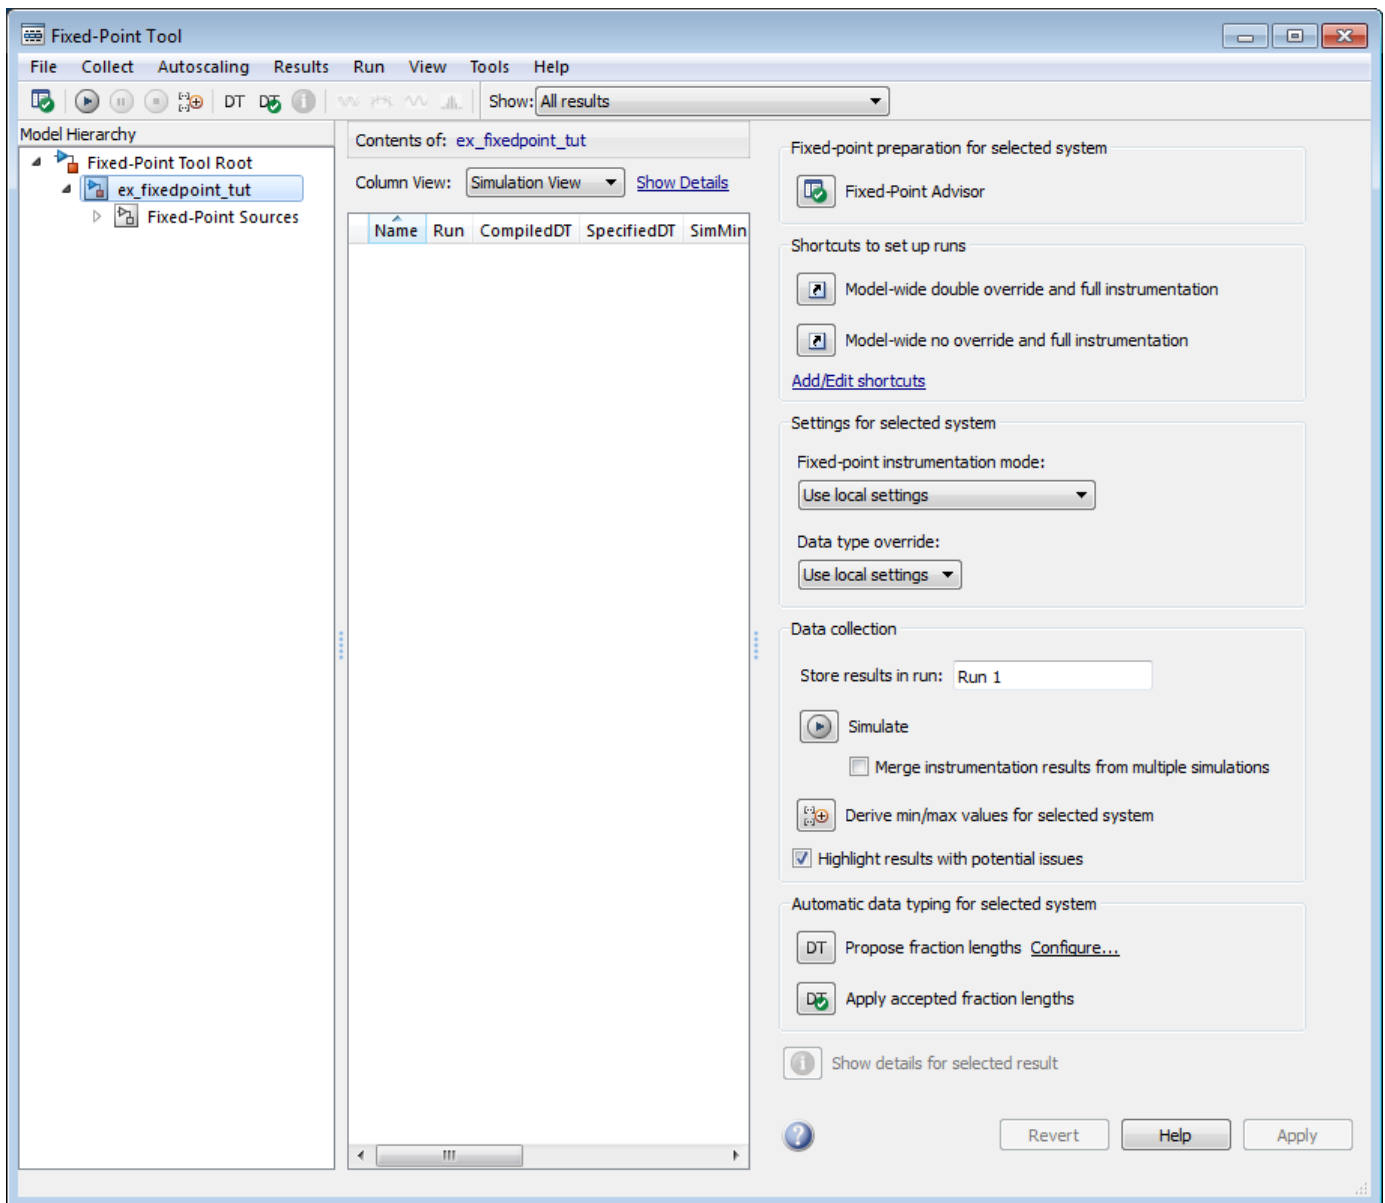 Fixed-Point Tool
File Collect Autoscaling Results Run View Tools Help
DT DT Show: All results
Model Hierarchy
Fixed-Point Tool Root
ex_fixedpoint_tut
Fixed-Point Sources
Contents of: ex_fixedpoint_tut
Column View: Simulation View Show Details
Name Run CompiledDT SpecifiedDT SimMin
Fixed-point preparation for selected system
Fixed-Point Advisor
Shortcuts to set up runs
Model-wide double override and full instrumentation
Model-wide no override and full instrumentation
Add/Edit shortcuts
Settings for selected system
Fixed-point instrumentation mode:
Use local settings
Data type override:
Use local settings
Data collection
Store results in run: Run 1
Simulate
Merge instrumentation results from multiple simulations
Derive min/max values for selected system
Highlight results with potential issues
Automatic data typing for selected system
DT Propose fraction lengths Configure...
DT Apply accepted fraction lengths
Show details for selected result
Revert Help Apply